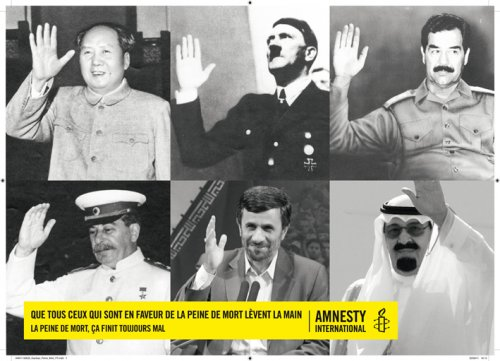 QUE TOUS CEUX QUI SONT EN FAVEUR DE LA PEINE DE MORT LÈVENT LA MAIN
LA PEINE DE MORT, ÇA FINIT TOUJOURS MAL
AMNESTY
INTERNATIONAL